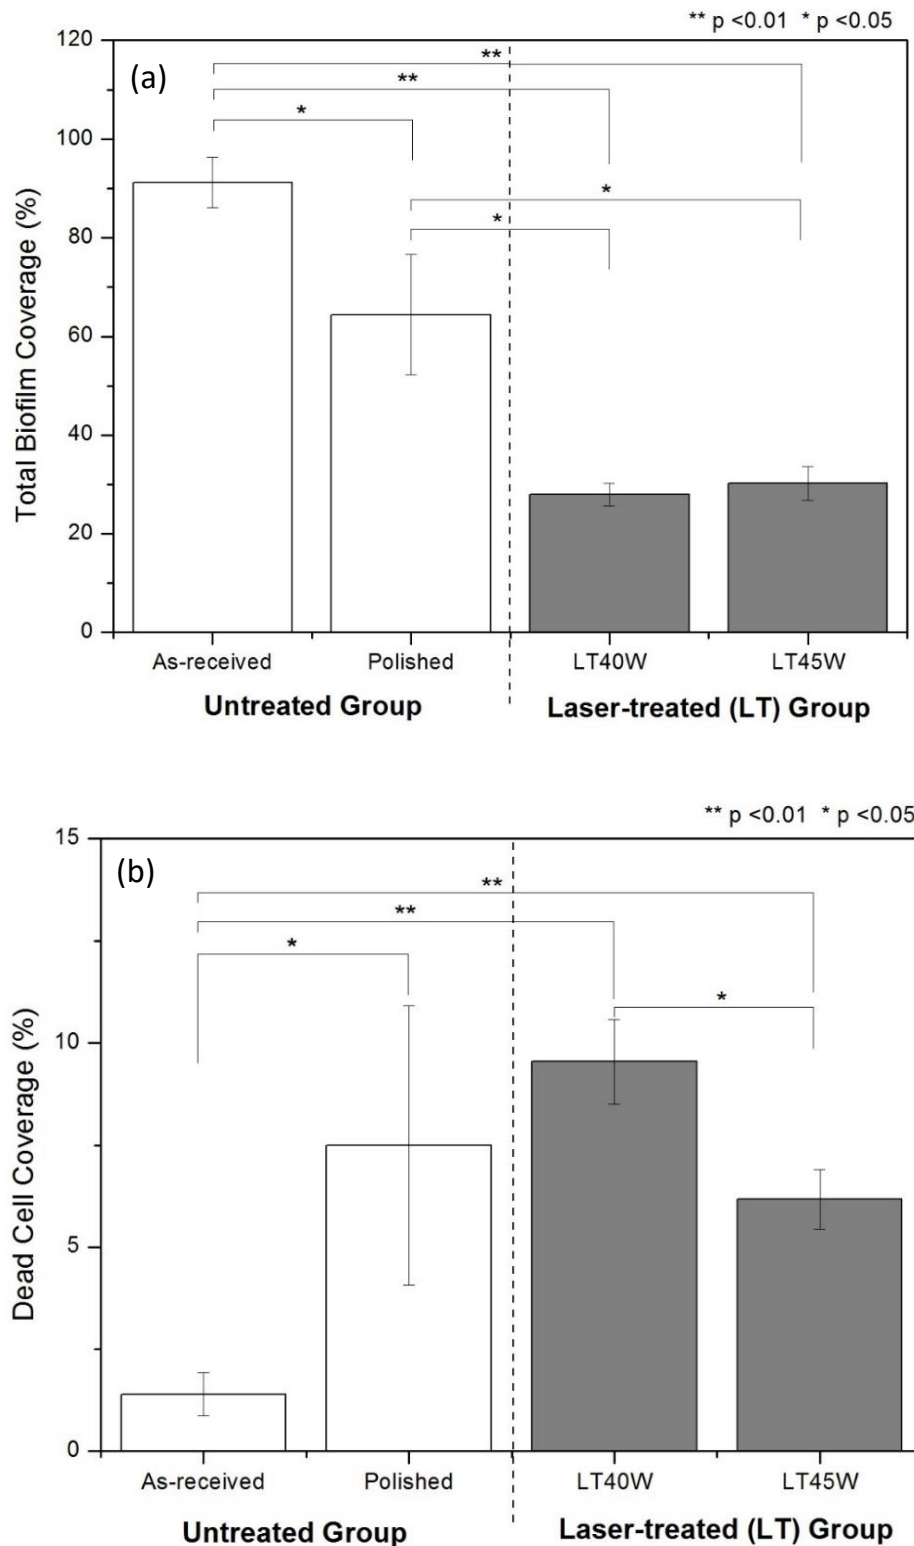 ** p <0.01 * p <0.05
120
(a)
**
**
*
100
*
80
*
60
40
20
0
Total Biofilm Coverage (%)
As-received Polished LT40W LT45W
Untreated Group Laser-treated (LT) Group
** p <0.01 * p <0.05
15
(b)
**
**
*
*
10
5
0
Dead Cell Coverage (%)
As-received Polished LT40W LT45W
Untreated Group Laser-treated (LT) Group